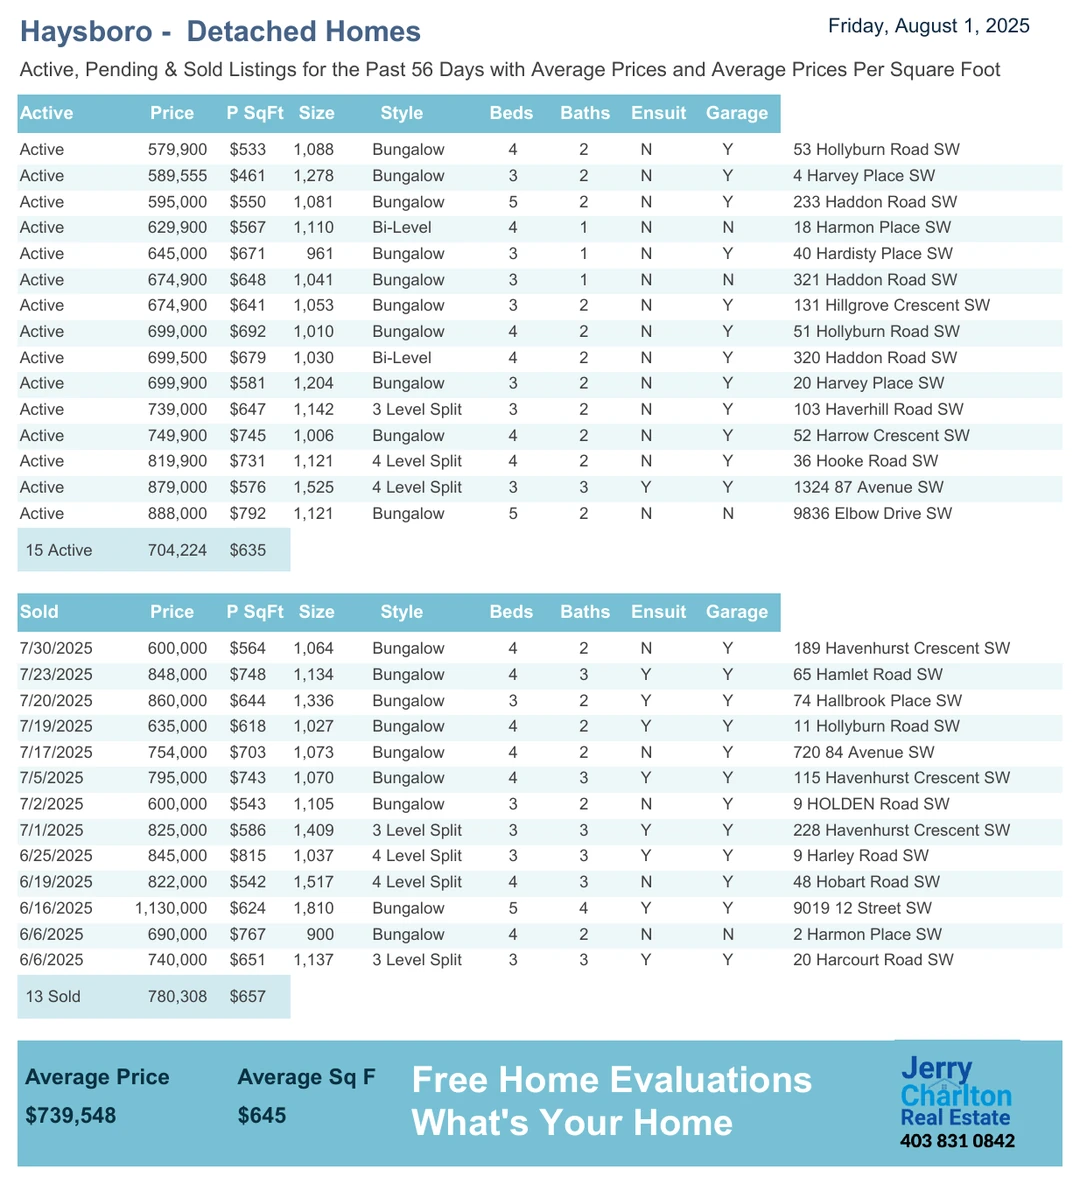 Haysboro - Detached Homes
Friday, August 1, 2025
Active, Pending & Sold Listings for the Past 56 Days with Average Prices and Average Prices Per Square Foot
Active Price P SqFt Size Style Beds Baths Ensuit Garage
Active 579,900 $533 1,088 Bungalow 4 2 N Y 53 Hollyburn Road SW
Active 589,555 $461 1,278 Bungalow 3 2 N Y 4 Harvey Place SW
Active 595,000 $550 1,081 Bungalow 5 2 N Y 233 Haddon Road SW
Active 629,900 $567 1,110 Bi-Level 4 1 N N 18 Harmon Place SW
Active 645,000 $671 961 Bungalow 3 1 N Y 40 Hardisty Place SW
Active 674,900 $648 1,041 Bungalow 3 1 N N 321 Haddon Road SW
Active 674,900 $641 1,053 Bungalow 3 2 N Y 131 Hillgrove Crescent SW
Active 699,000 $692 1,010 Bungalow 4 2 N Y 51 Hollyburn Road SW
Active 699,500 $679 1,030 Bi-Level 4 2 N Y 320 Haddon Road SW
Active 699,900 $581 1,204 Bungalow 3 2 N Y 20 Harvey Place SW
Active 739,000 $647 1,142 3 Level Split 3 2 N Y 103 Haverhill Road SW
Active 749,900 $745 1,006 Bungalow 4 2 N Y 52 Harrow Crescent SW
Active 819,900 $731 1,121 4 Level Split 4 2 N Y 36 Hooke Road SW
Active 879,000 $576 1,525 4 Level Split 3 3 Y Y 1324 87 Avenue SW
Active 888,000 $792 1,121 Bungalow 5 2 N N 9836 Elbow Drive SW
15 Active 704,224 $635
Sold Price P SqFt Size Style Beds Baths Ensuit Garage
7/30/2025 600,000 $564 1,064 Bungalow 4 2 N Y 189 Havenhurst Crescent SW
7/23/2025 848,000 $748 1,134 Bungalow 4 3 Y Y 65 Hamlet Road SW
7/20/2025 860,000 $644 1,336 Bungalow 3 2 Y Y 74 Hallbrook Place SW
7/19/2025 635,000 $618 1,027 Bungalow 4 2 Y Y 11 Hollyburn Road SW
7/17/2025 754,000 $703 1,073 Bungalow 4 2 N Y 720 84 Avenue SW
7/5/2025 795,000 $743 1,070 Bungalow 4 3 Y Y 115 Havenhurst Crescent SW
7/2/2025 600,000 $543 1,105 Bungalow 3 2 N Y 9 HOLDEN Road SW
7/1/2025 825,000 $586 1,409 3 Level Split 3 3 Y Y 228 Havenhurst Crescent SW
6/25/2025 845,000 $815 1,037 4 Level Split 3 3 Y Y 9 Harley Road SW
6/19/2025 822,000 $542 1,517 4 Level Split 4 3 N Y 48 Hobart Road SW
6/16/2025 1,130,000 $624 1,810 Bungalow 5 4 Y Y 9019 12 Street SW
6/6/2025 690,000 $767 900 Bungalow 4 2 N N 2 Harmon Place SW
6/6/2025 740,000 $651 1,137 3 Level Split 3 3 Y Y 20 Harcourt Road SW
13 Sold 780,308 $657
Average Price Average Sq F
$739,548 $645
Free Home Evaluations
What's Your Home
Jerry
Charlton
Real Estate
403 831 0842